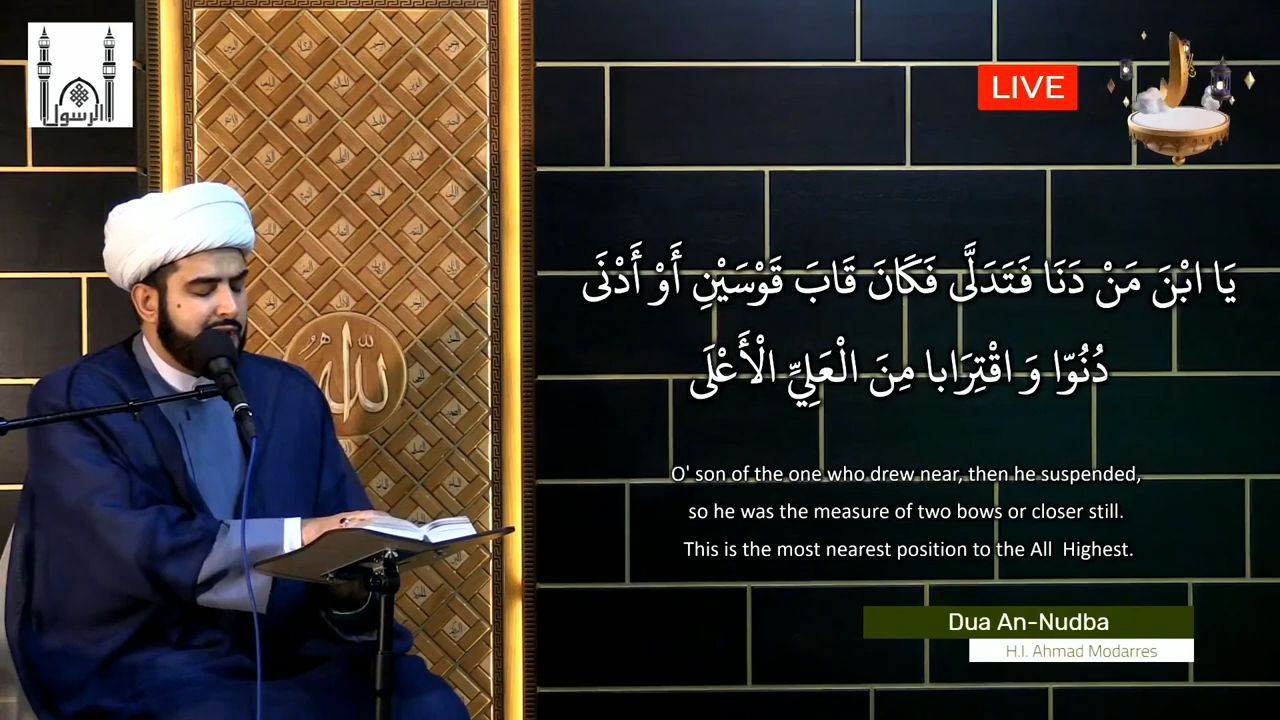 الرسول
LIVE
يَا ابْنَ مَنْ دَنَا فَتَدَلَّى فَكَانَ قَابَ قَوْسَيْنِ أَوْ أَدْنَى
دُنُوّا وَ اقْتِرَابا مِنَ الْعَلِيِّ الْأَعْلَى
O' son of the one who drew near, then he suspended,
so he was the measure of two bows or closer still.
This is the most nearest position to the All  Highest.
Dua An-Nudba
H.I. Ahmad Modarres
الله